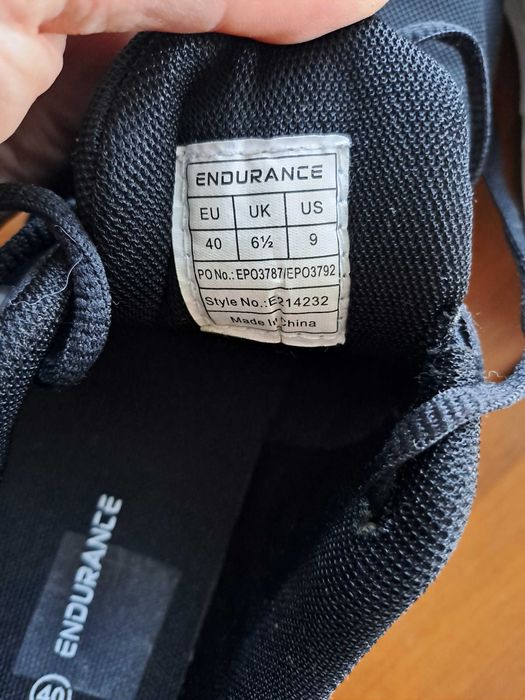 ENDURANCE
EU UK US
40 6½ 9
PO No.:EPO3787/EPO3792
Style No.:E214232
Made In China
ENDURANCE
40